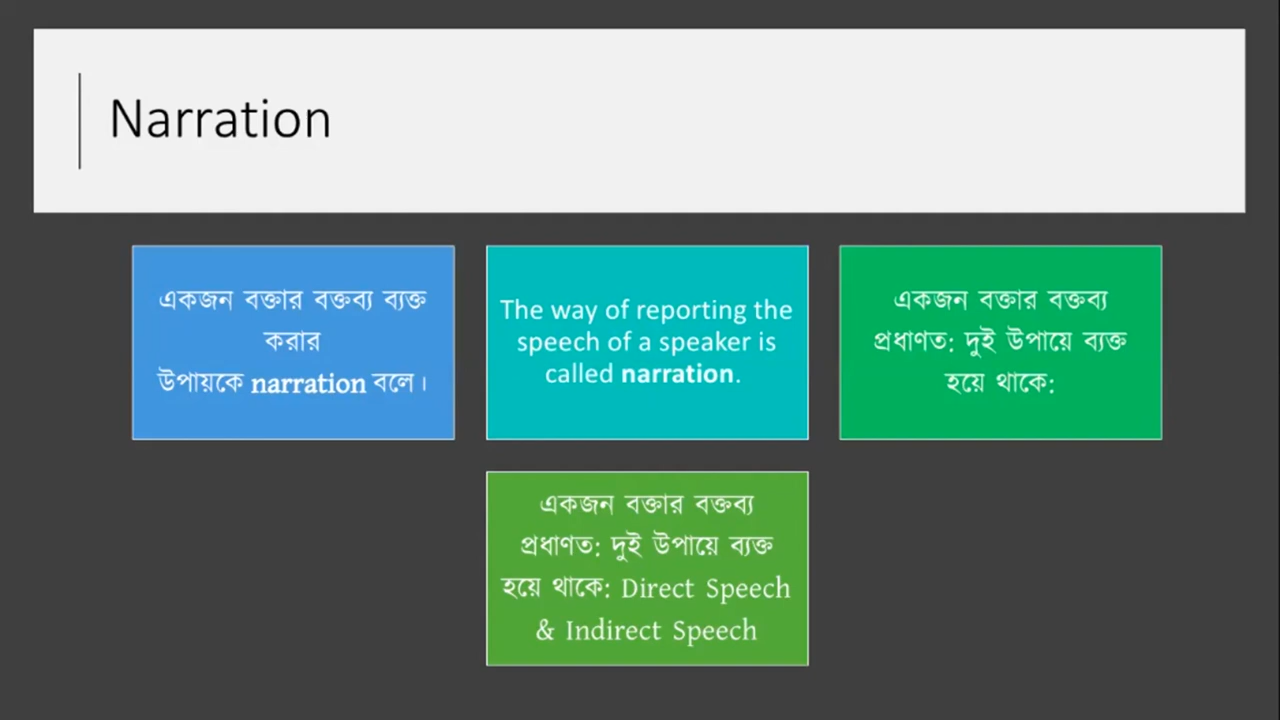 Narration
একজন বক্তার বক্তব্য ব্যক্ত
করার
উপায়কে narration বলে।
The way of reporting the
speech of a speaker is
called narration.
একজন বক্তার বক্তব্য
প্রধাণত: দুই উপায়ে ব্যক্ত
হয়ে থাকে:
একজন বক্তার বক্তব্য
প্রধাণত: দুই উপায়ে ব্যক্ত
হয়ে থাকে: Direct Speech
& Indirect Speech